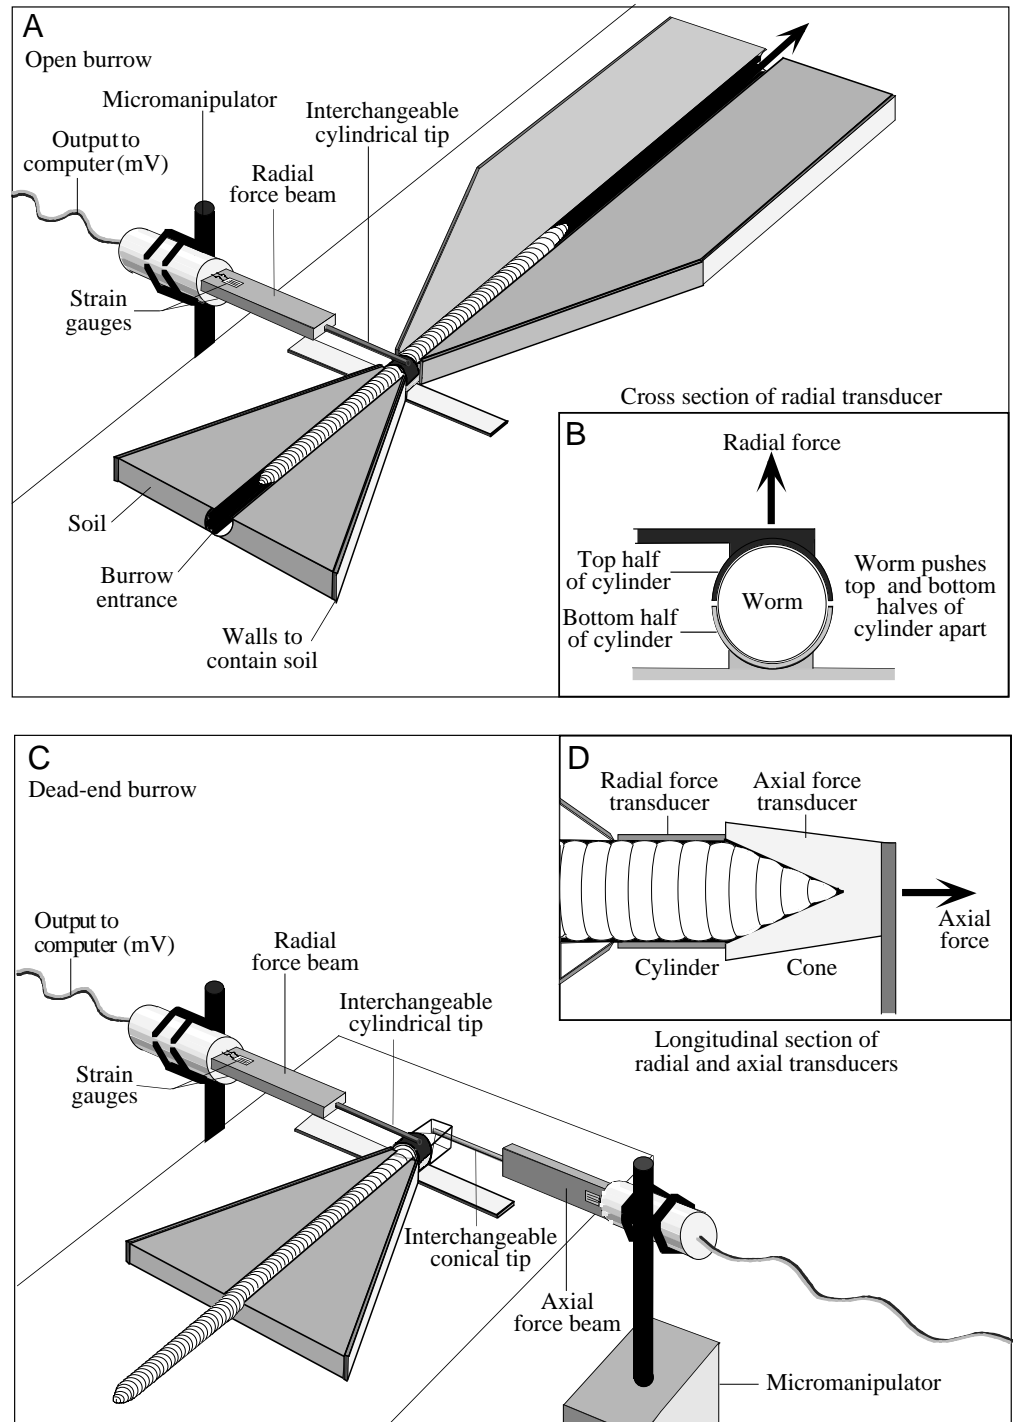 A
Open burrow
Micromanipulator
Interchangeable
cylindrical tip
Output to
computer (mV)
Radial
force beam
Strain
gauges
Soil
Burrow
entrance
Walls to
contain soil
Cross section of radial transducer
B
Radial force
Top half
of cylinder
Bottom half
of cylinder
Worm
Worm pushes
top and bottom
halves of
cylinder apart
C
Dead-end burrow
Output to
computer (mV)
Radial
force beam
Interchangeable
cylindrical tip
Strain
gauges
Interchangeable
conical tip
Axial
force beam
Micromanipulator
D
Radial force
transducer
Axial force
transducer
Axial
force
Cylinder
Cone
Longitudinal section of
radial and axial transducers